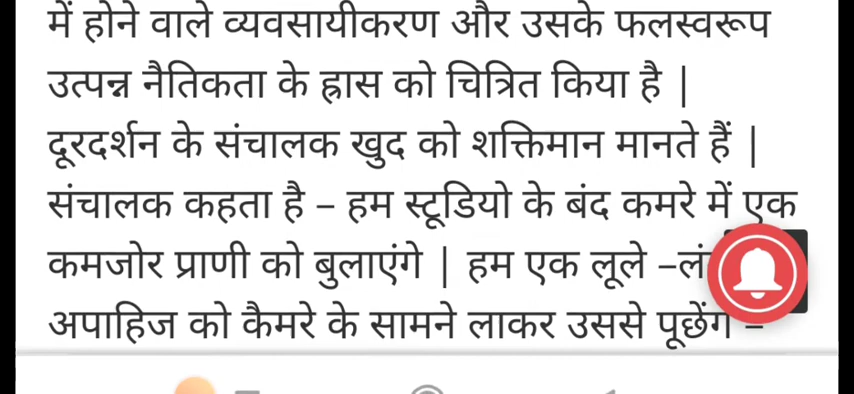 में होने वाले व्यवसायीकरण और उसके फलस्वरूप
उत्पन्न नैतिकता के ह्रास को चित्रित किया है |
दूरदर्शन के संचालक खुद को शक्तिमान मानते हैं |
संचालक कहता है – हम स्टूडियो के बंद कमरे में एक
कमजोर प्राणी को बुलाएंगे | हम एक लूले –
अपाहिज को कैमरे के सामने लाकर उससे पूछेंगे –